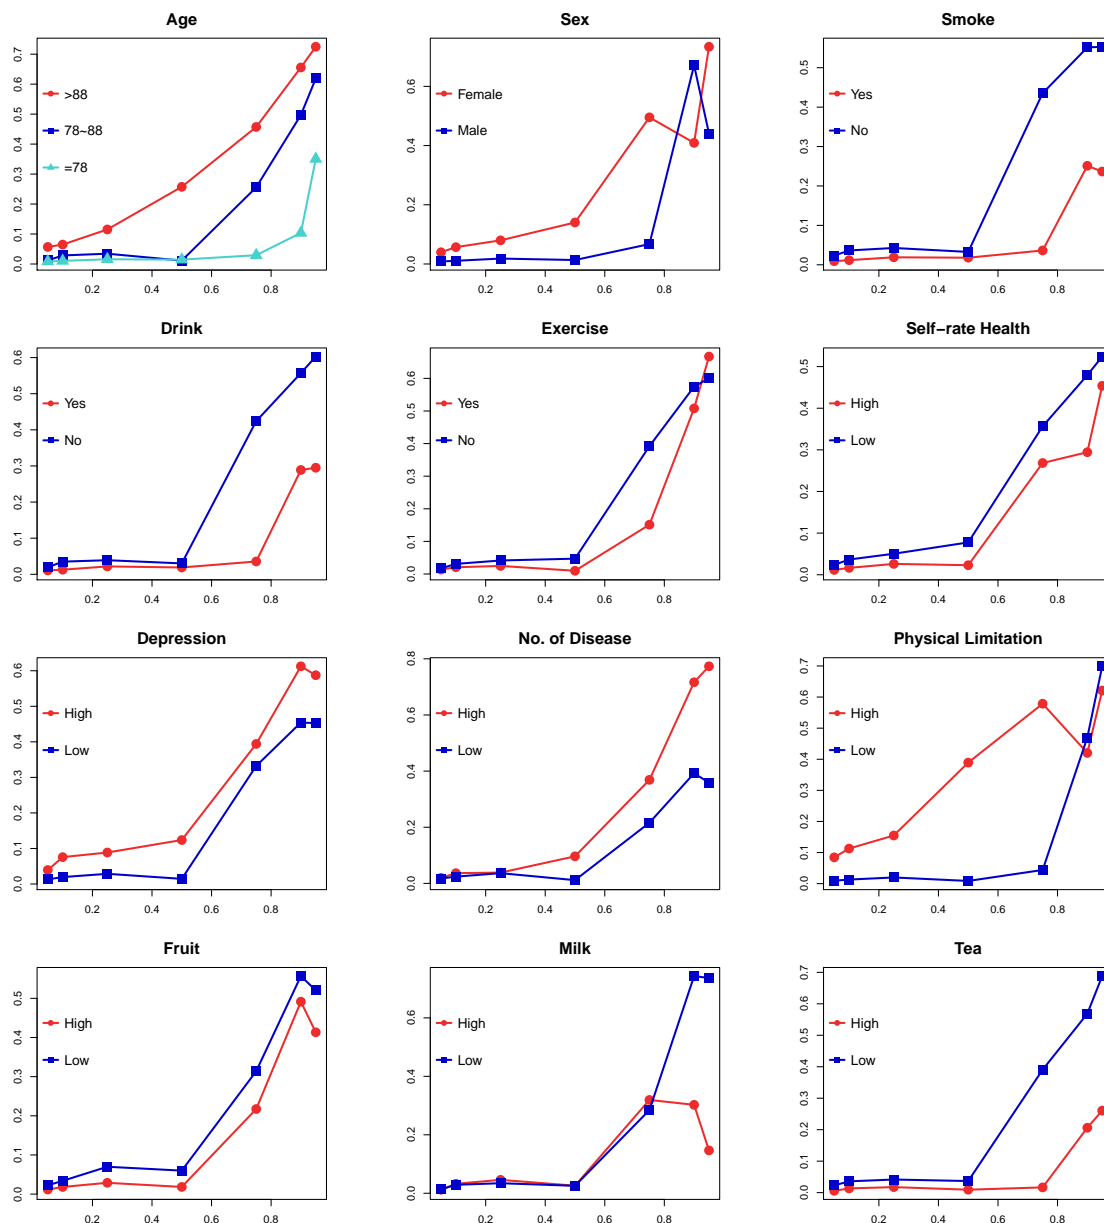 Age
0.0 0.1 0.2 0.3 0.4 0.5 0.6 0.7
>88
78~88
=78
0.2 0.4 0.6 0.8
Sex
0.0 0.2 0.4 0.6
Female
Male
0.2 0.4 0.6 0.8
Smoke
0.0 0.1 0.2 0.3 0.4 0.5
Yes
No
0.2 0.4 0.6 0.8
Drink
0.0 0.1 0.2 0.3 0.4 0.5 0.6
Yes
No
0.2 0.4 0.6 0.8
Exercise
0.0 0.1 0.2 0.3 0.4 0.5 0.6
Yes
No
0.2 0.4 0.6 0.8
Self−rate Health
0.0 0.1 0.2 0.3 0.4 0.5
High
Low
0.2 0.4 0.6 0.8
Depression
0.0 0.1 0.2 0.3 0.4 0.5 0.6
High
Low
0.2 0.4 0.6 0.8
No. of Disease
0.0 0.2 0.4 0.6 0.8
High
Low
0.2 0.4 0.6 0.8
Physical Limitation
0.0 0.1 0.2 0.3 0.4 0.5 0.6 0.7
High
Low
0.2 0.4 0.6 0.8
Fruit
0.0 0.1 0.2 0.3 0.4 0.5
High
Low
0.2 0.4 0.6 0.8
Milk
0.0 0.2 0.4 0.6
High
Low
0.2 0.4 0.6 0.8
Tea
0.0 0.1 0.2 0.3 0.4 0.5 0.6 0.7
High
Low
0.2 0.4 0.6 0.8